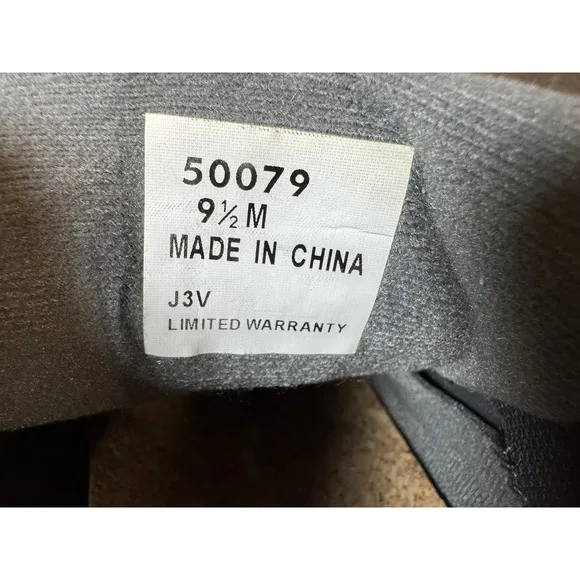 50079
9½ M
MADE IN CHINA
J3V
LIMITED WARRANTY